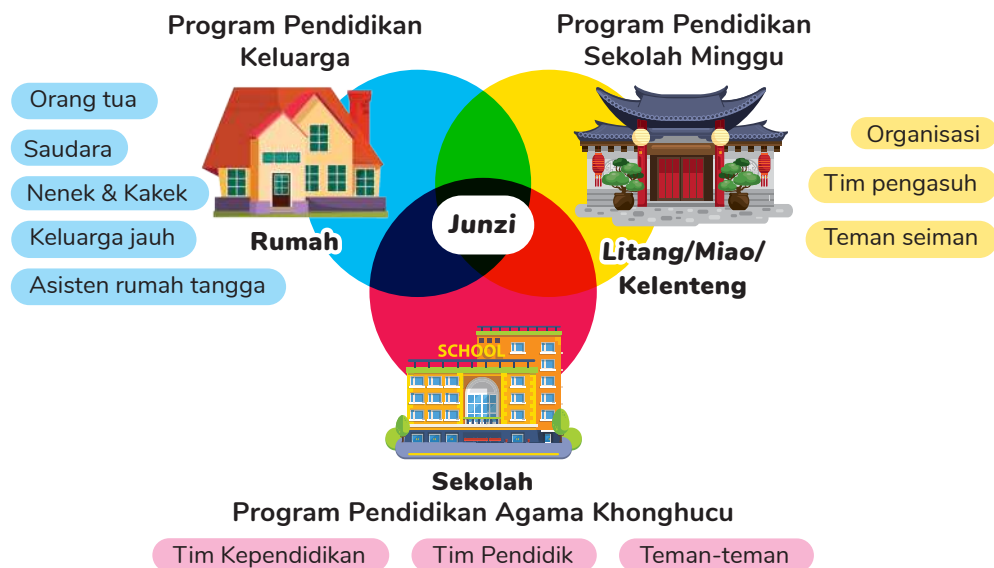 Program Pendidikan
Keluarga
Program Pendidikan
Sekolah Minggu
Orang tua
Saudara
Nenek & Kakek
Keluarga jauh
Asisten rumah tangga
Rumah
Junzi
Litang/Miao/
Kelenteng
Organisasi
Tim pengasuh
Teman seiman
SCHOOL
Sekolah
Program Pendidikan Agama Khonghucu
Tim Kependidikan
Tim Pendidik
Teman-teman